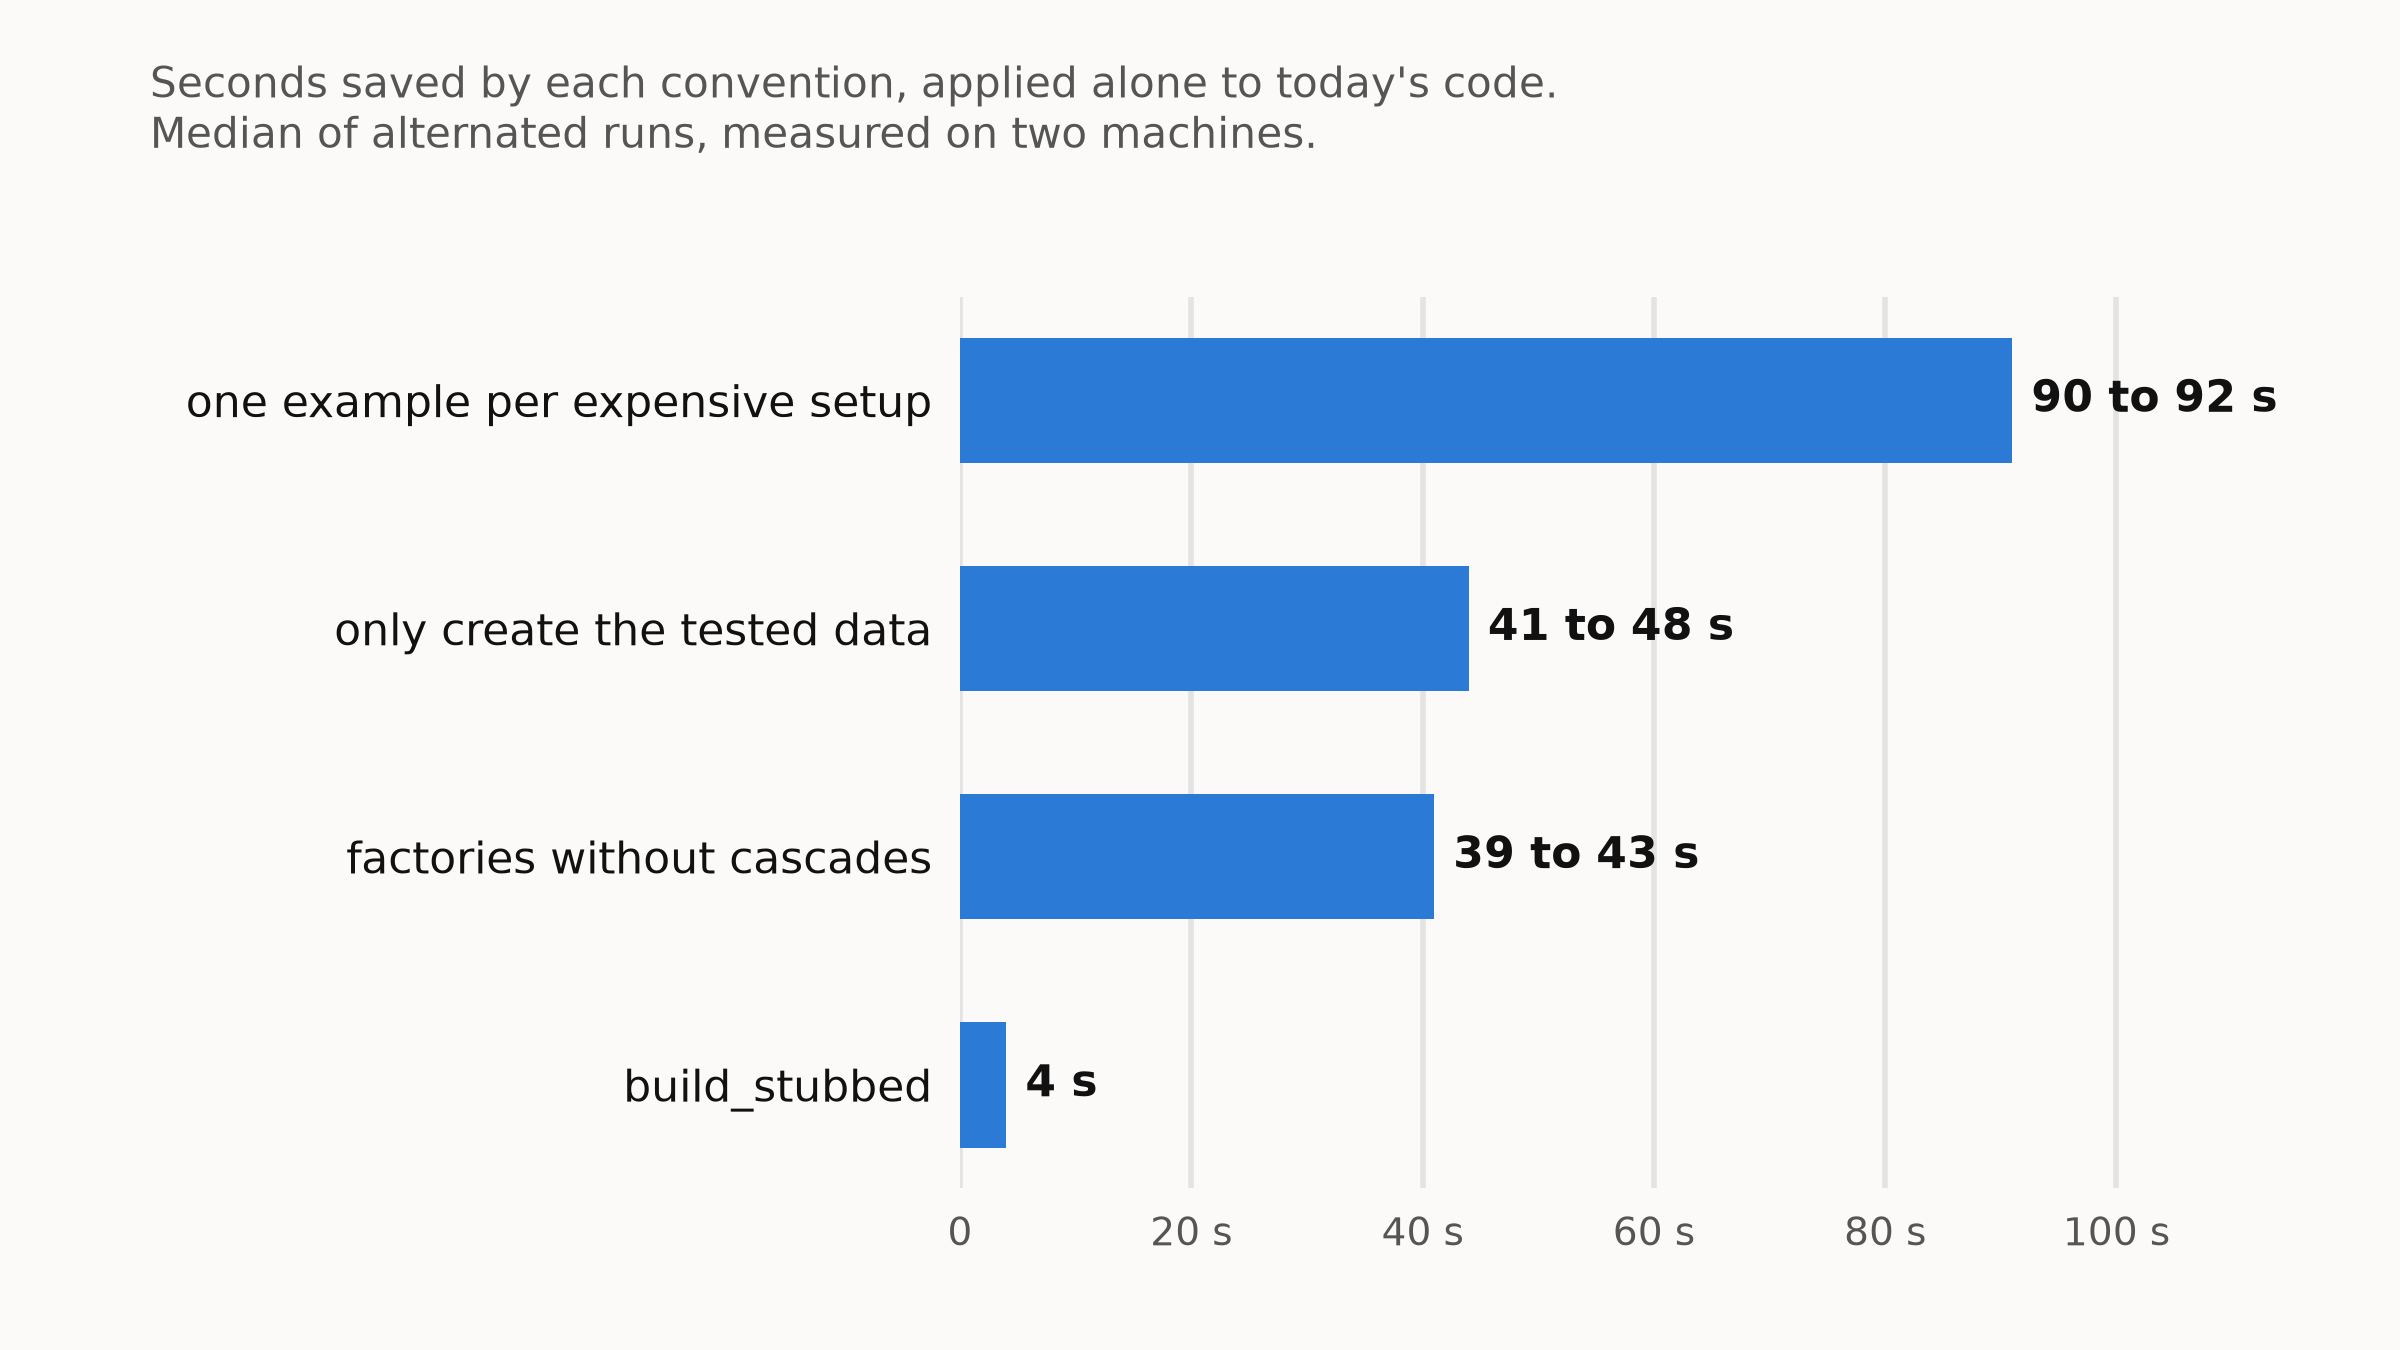 Seconds saved by each convention, applied alone to today's code.
Median of alternated runs, measured on two machines.
one example per expensive setup
90 to 92 s
only create the tested data
41 to 48 s
factories without cascades
39 to 43 s
build_stubbed
4 s
0 20 s 40 s 60 s 80 s 100 s